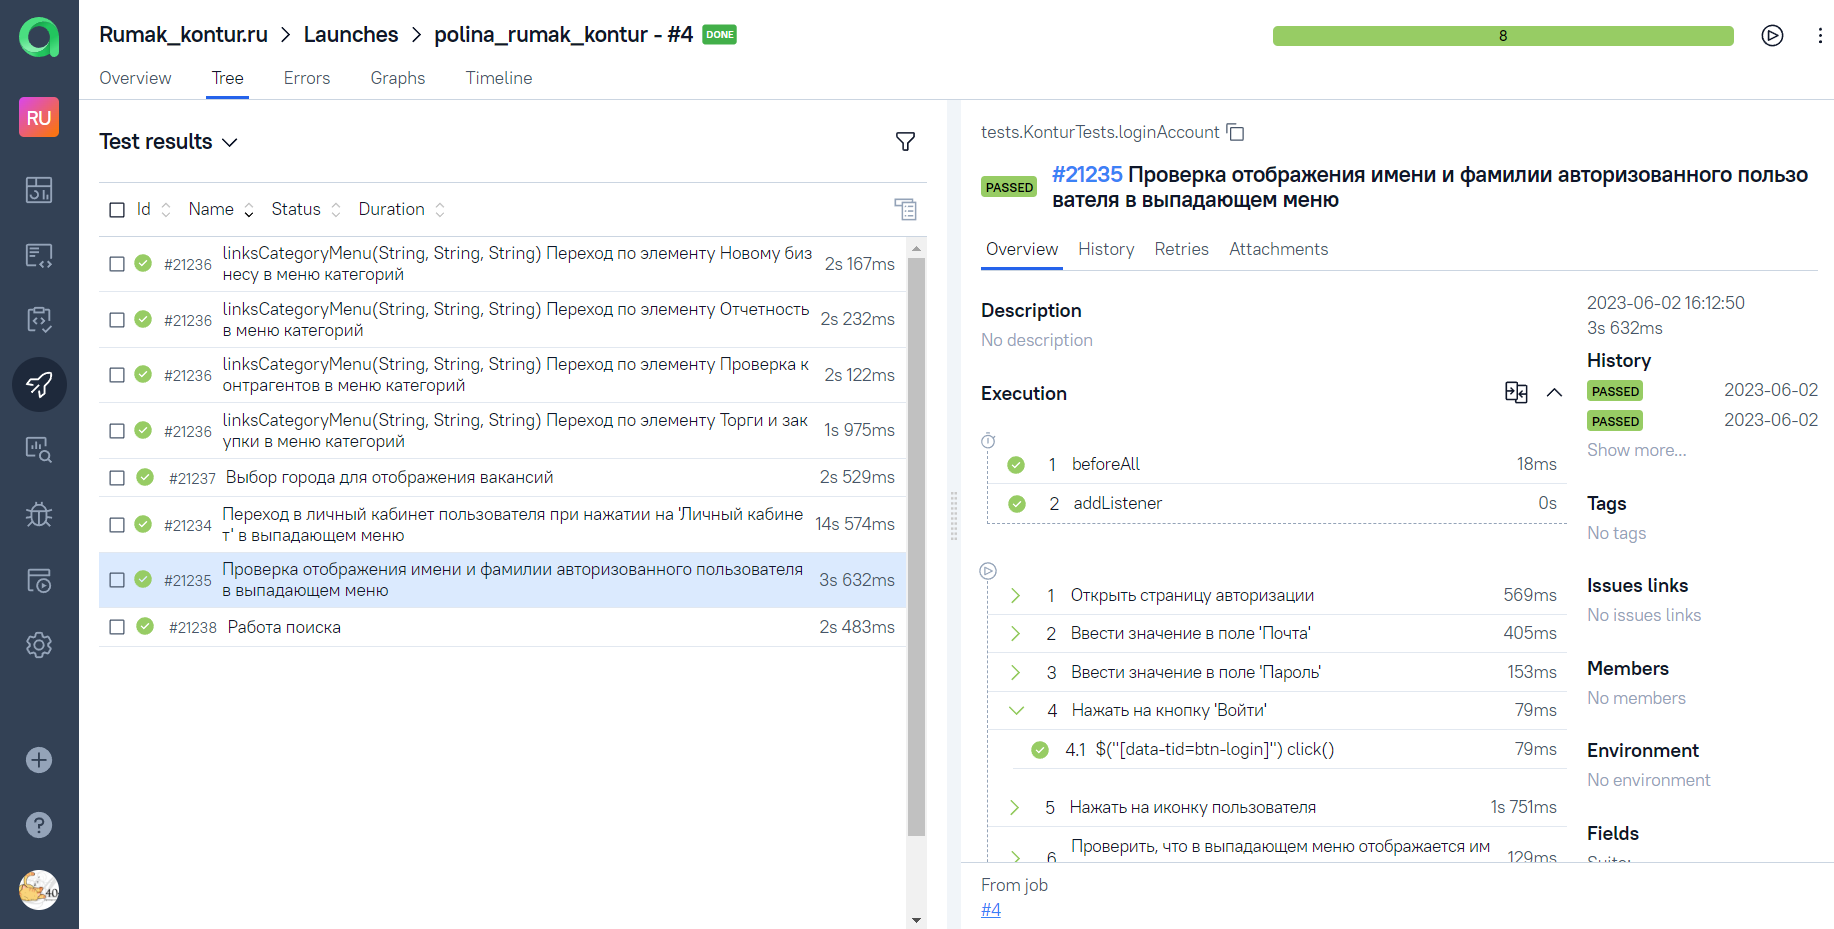 Rumak_kontur.ru > Launches > polina_rumak_kontur - #4 DONE
8
Overview Tree Errors Graphs Timeline
RU
Test results
Id Name Status Duration
#21236 linksCategoryMenu(String, String, String) Переход по элементу Новому биз
несу в меню категорий 2s 167ms
#21236 linksCategoryMenu(String, String, String) Переход по элементу Отчетность
в меню категорий 2s 232ms
#21236 linksCategoryMenu(String, String, String) Переход по элементу Проверка к
онтрагентов в меню категорий 2s 122ms
#21236 linksCategoryMenu(String, String, String) Переход по элементу Торги и зак
упки в меню категорий 1s 975ms
#21237 Выбор города для отображения вакансий 2s 529ms
#21234 Переход в личный кабинет пользователя при нажатии на 'Личный кабине
т' в выпадающем меню 14s 574ms
#21235 Проверка отображения имени и фамилии авторизованного пользователя
в выпадающем меню 3s 632ms
#21238 Работа поиска 2s 483ms
40
tests.KonturTests.loginAccount
PASSED #21235 Проверка отображения имени и фамилии авторизованного пользо
вателя в выпадающем меню
Overview History Retries Attachments
Description
No description
Execution
1 beforeAll 18ms
2 addListener 0s
1 Открыть страницу авторизации 569ms
2 Ввести значение в поле 'Почта' 405ms
3 Ввести значение в поле 'Пароль' 153ms
4 Нажать на кнопку 'Войти' 79ms
4.1 $("[data-tid=btn-login]") click() 79ms
5 Нажать на иконку пользователя 1s 751ms
6 Проверить, что в выпадающем меню отображается им 129ms
2023-06-02 16:12:50
3s 632ms
History
PASSED 2023-06-02
PASSED 2023-06-02
Show more...
Tags
No tags
Issues links
No issues links
Members
No members
Environment
No environment
Fields
Suite:
From job
#4